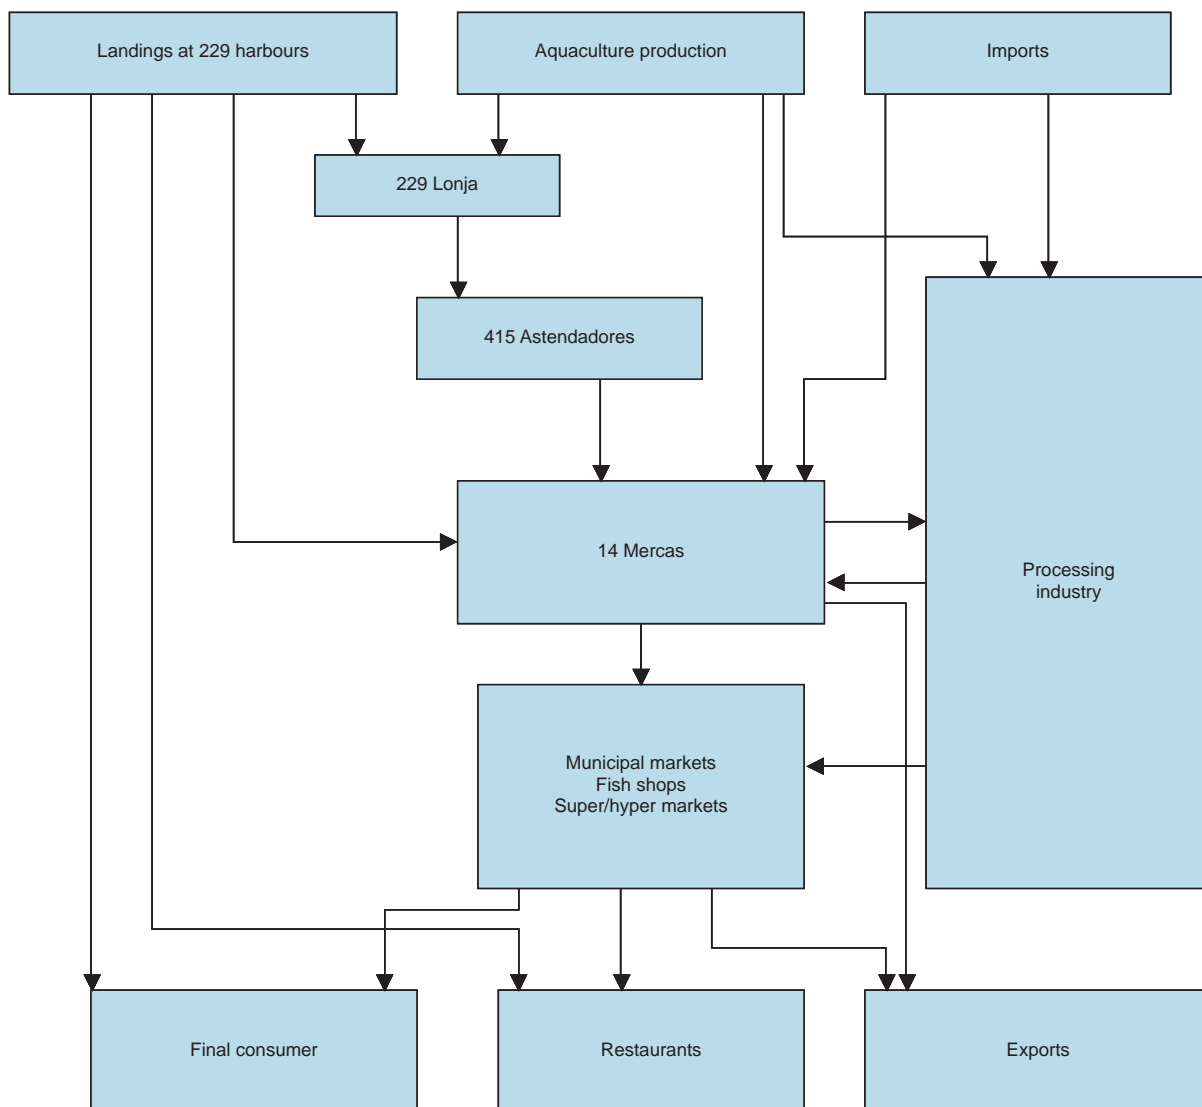 Landings at 229 harbours
Aquaculture production
Imports
229 Lonja
415 Astendadores
14 Mercas
Processing
industry
Municipal markets
Fish shops
Super/hyper markets
Final consumer
Restaurants
Exports